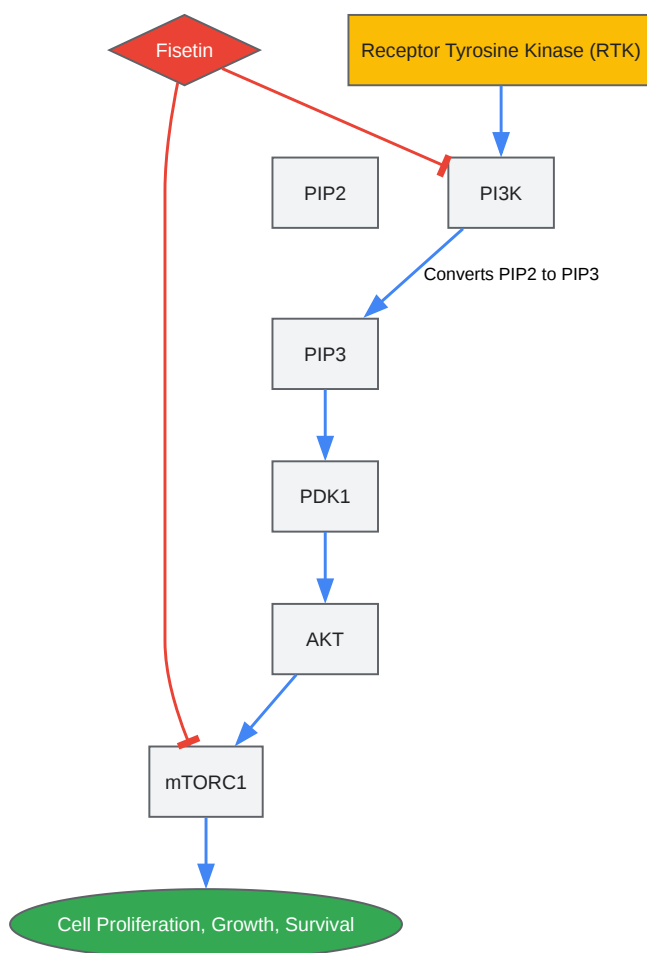 Fisetin
Receptor Tyrosine Kinase (RTK)
PIP2
PI3K
Converts PIP2 to PIP3
PIP3
PDK1
AKT
mTORC1
Cell Proliferation, Growth, Survival